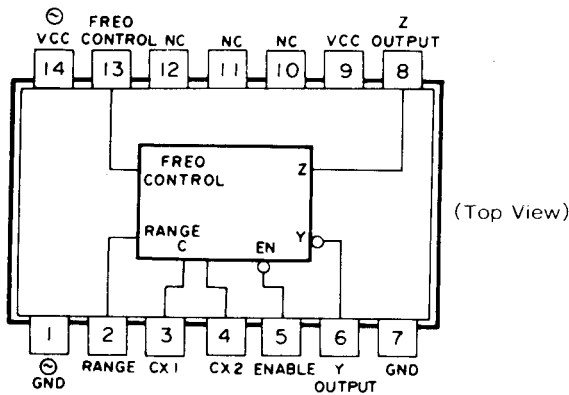 FREQ Z
VCC CONTROL NC NC NC VCC OUTPUT
14 13 12 11 10 9 8
FREQ
CONTROL
Z
(Top View)
RANGE
C
EN
Y
1 2 3 4 5 6 7
GND RANGE CX1 CX2 ENABLE Y
OUTPUT GND